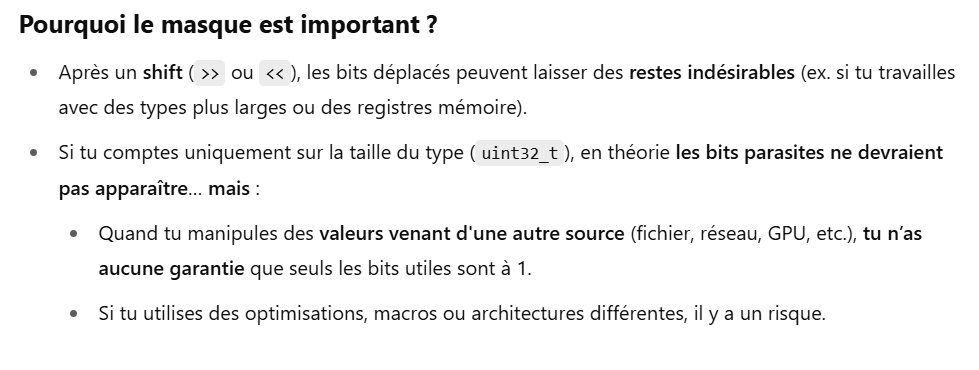 Pourquoi le masque est important ?
• Après un shift ( >> ou << ), les bits déplacés peuvent laisser des restes indésirables (ex. si tu travailles
avec des types plus larges ou des registres mémoire).
• Si tu comptes uniquement sur la taille du type ( uint32_t ), en théorie les bits parasites ne devraient
pas apparaître… mais :
• Quand tu manipules des valeurs venant d'une autre source (fichier, réseau, GPU, etc.), tu n’as
aucune garantie que seuls les bits utiles sont à 1.
• Si tu utilises des optimisations, macros ou architectures différentes, il y a un risque.